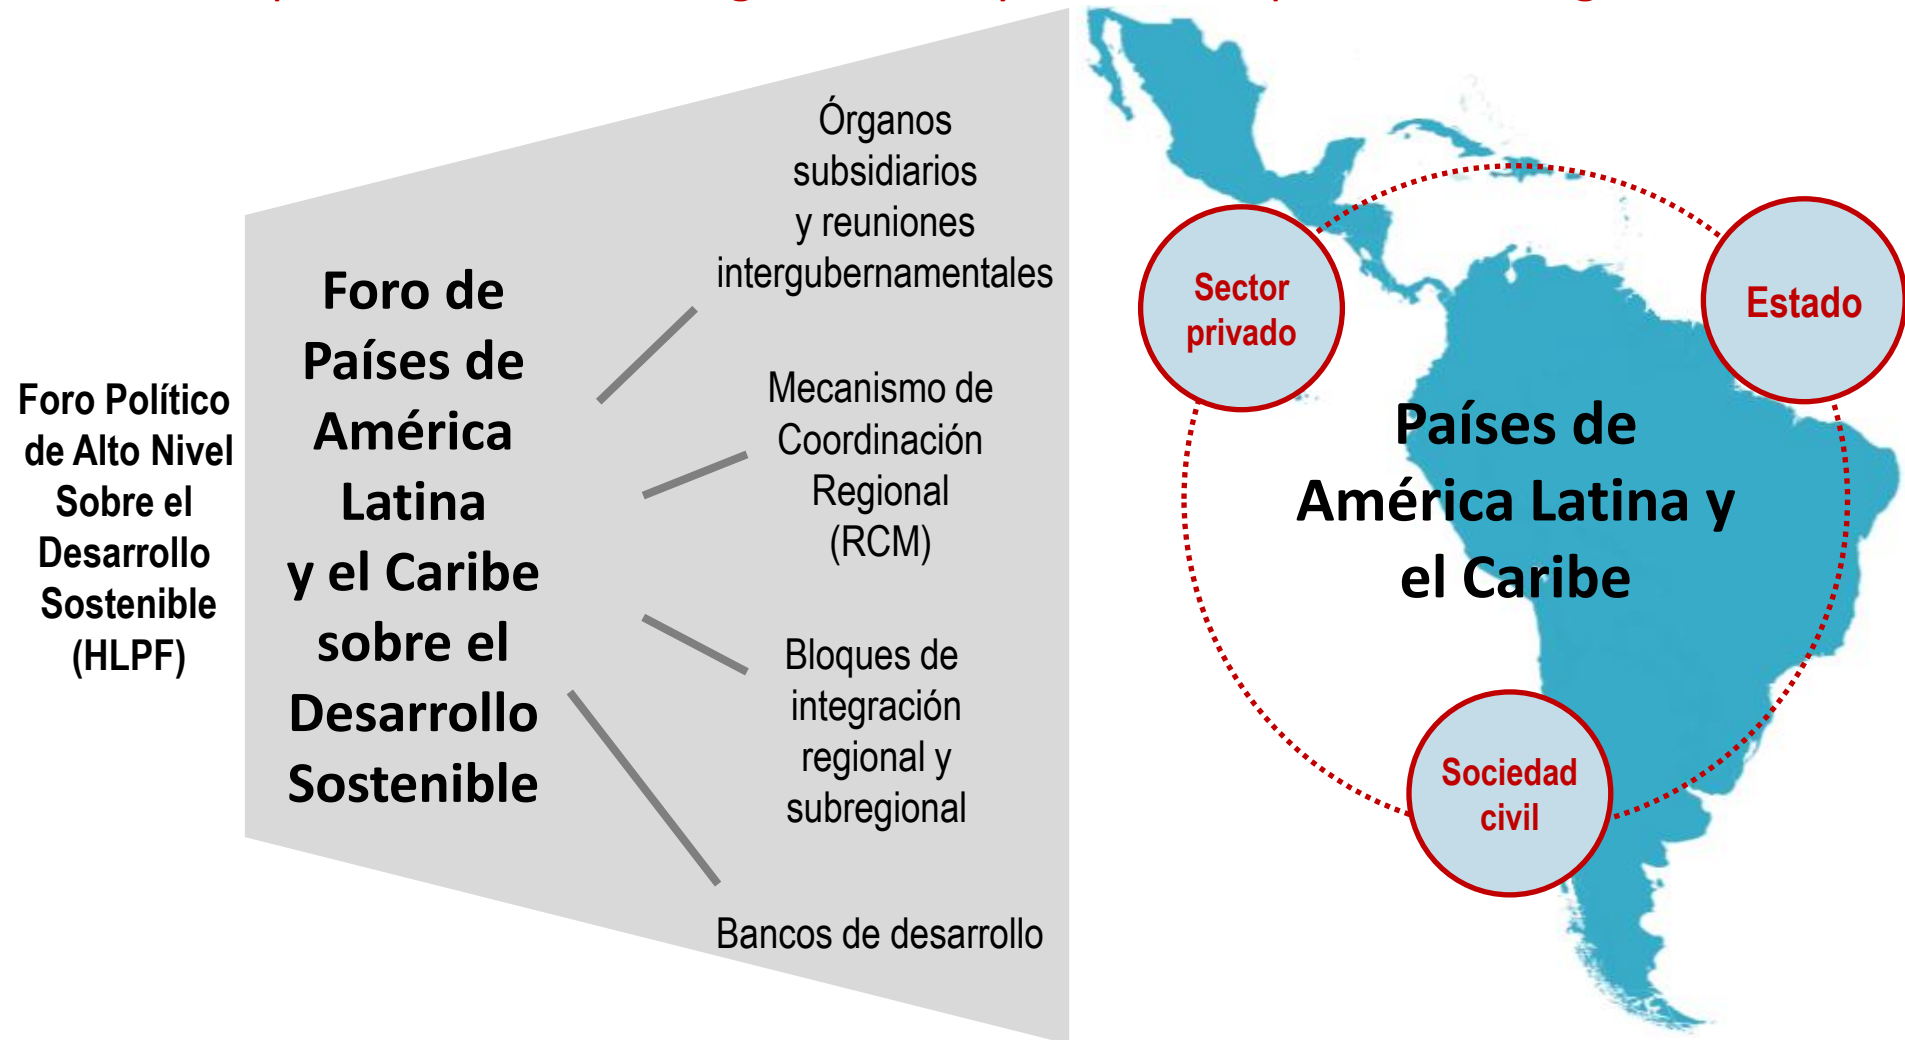 Foro Político
de Alto Nivel
Sobre el
Desarrollo
Sostenible
(HLPF)
Foro de
Países de
América
Latina
y el Caribe
sobre el
Desarrollo
Sostenible
Órganos
subsidiarios
y reuniones
intergubernamentales
Mecanismo de
Coordinación
Regional
(RCM)
Bloques de
integración
regional y
subregional
Bancos de desarrollo
Sector
privado
Estado
Países de
América Latina y
el Caribe
Sociedad
civil